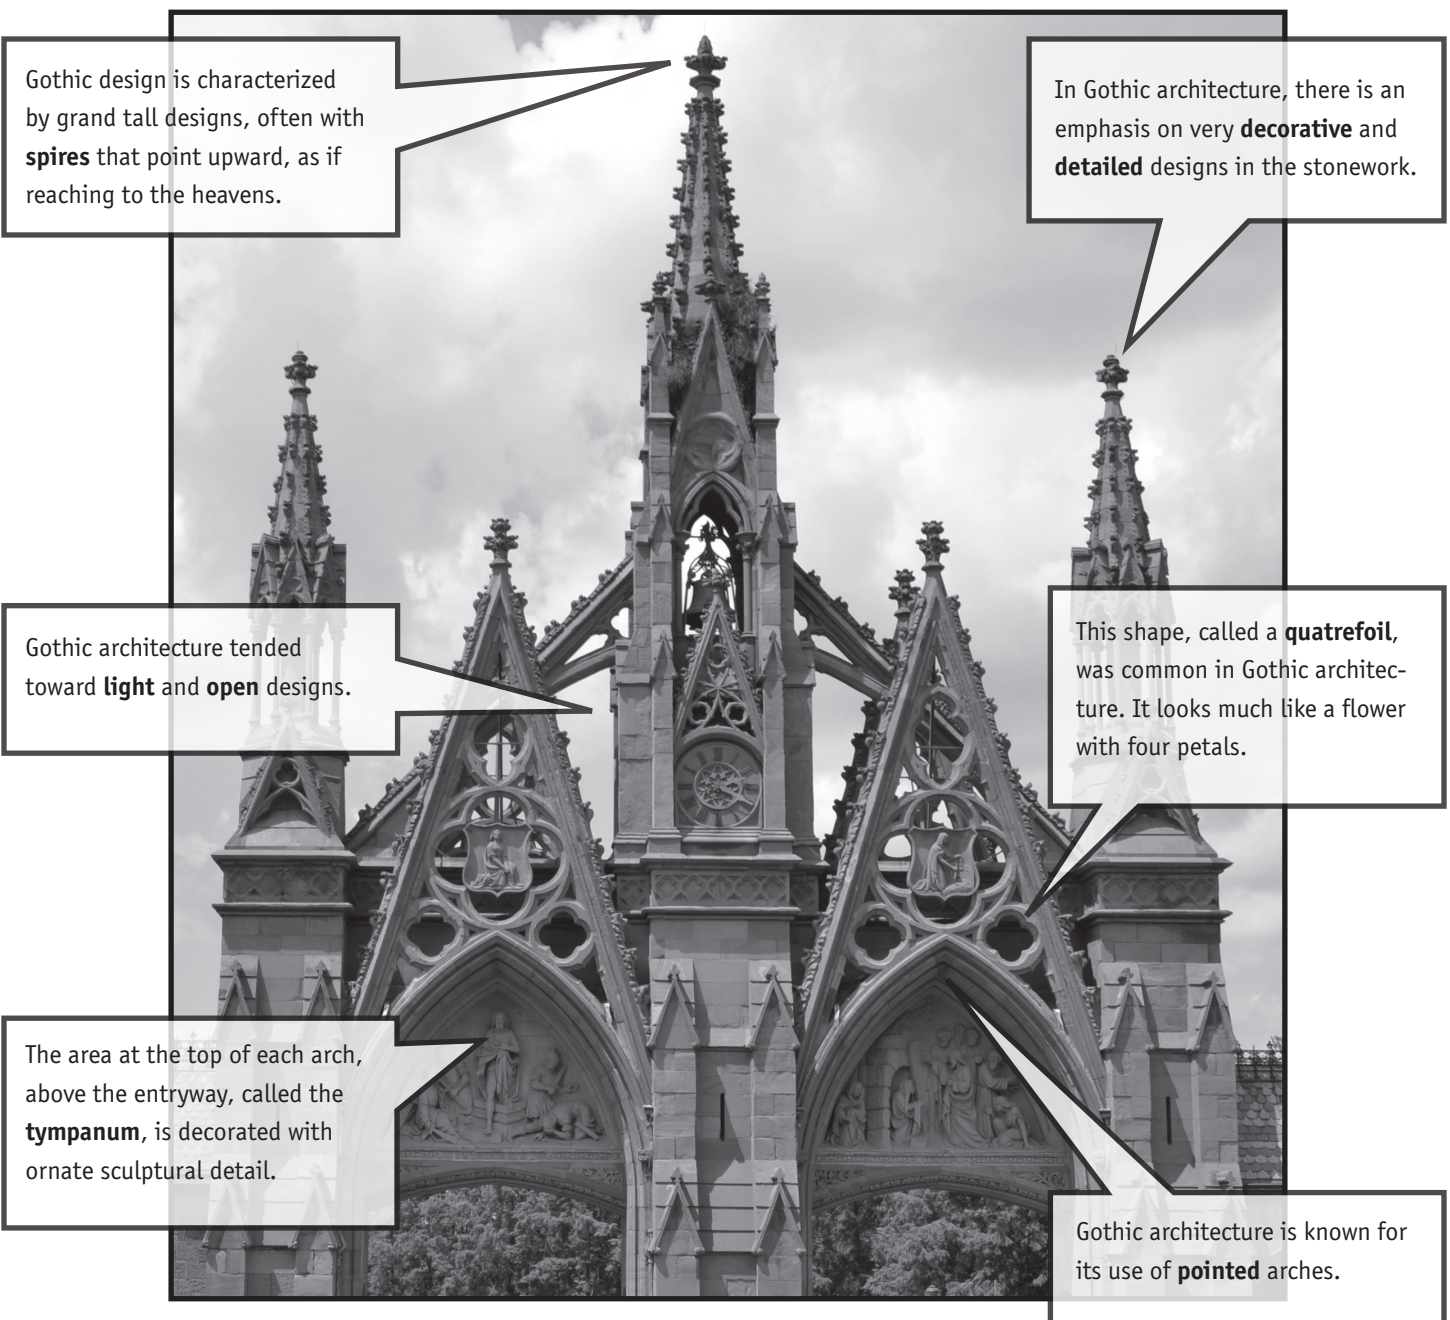 Gothic design is characterized
by grand tall designs, often with
spires that point upward, as if
reaching to the heavens.
In Gothic architecture, there is an
emphasis on very decorative and
detailed designs in the stonework.
Gothic architecture tended
toward light and open designs.
This shape, called a quatrefoil,
was common in Gothic architec-
ture. It looks much like a flower
with four petals.
The area at the top of each arch,
above the entryway, called the
tympanum, is decorated with
ornate sculptural detail.
Gothic architecture is known for
its use of pointed arches.